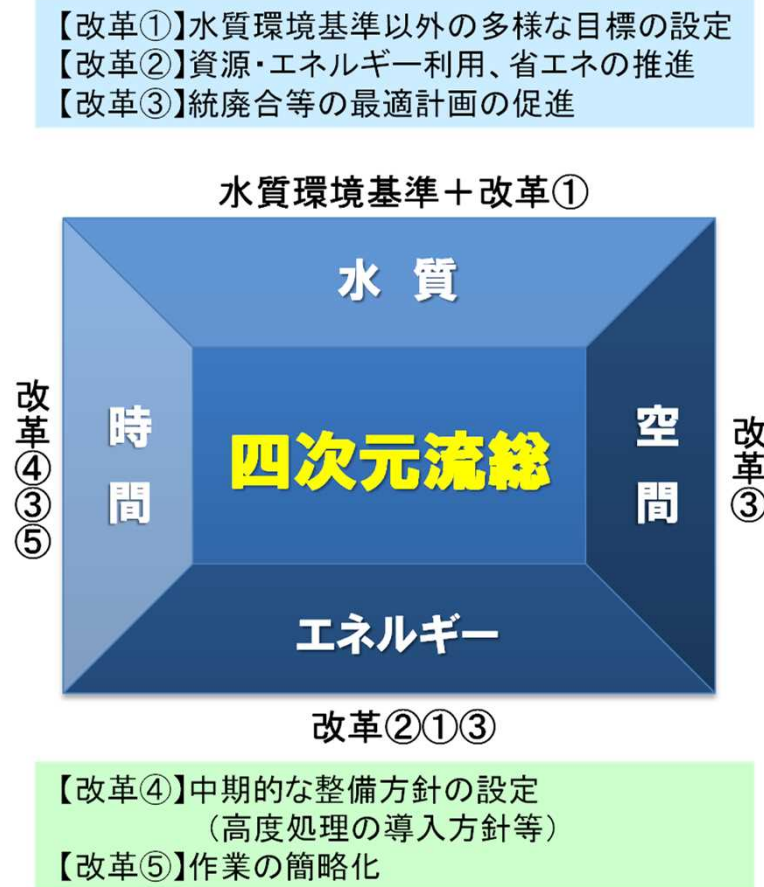 【改革①】水質環境基準以外の多様な目標の設定
【改革②】資源・エネルギー利用、省エネの推進
【改革③】統廃合等の最適計画の促進
水質環境基準＋改革①
水 質
改革④③⑤
時間
四次元流総
空間
改革③
エネルギー
改革②①③
【改革④】中期的な整備方針の設定
（高度処理の導入方針等）
【改革⑤】作業の簡略化